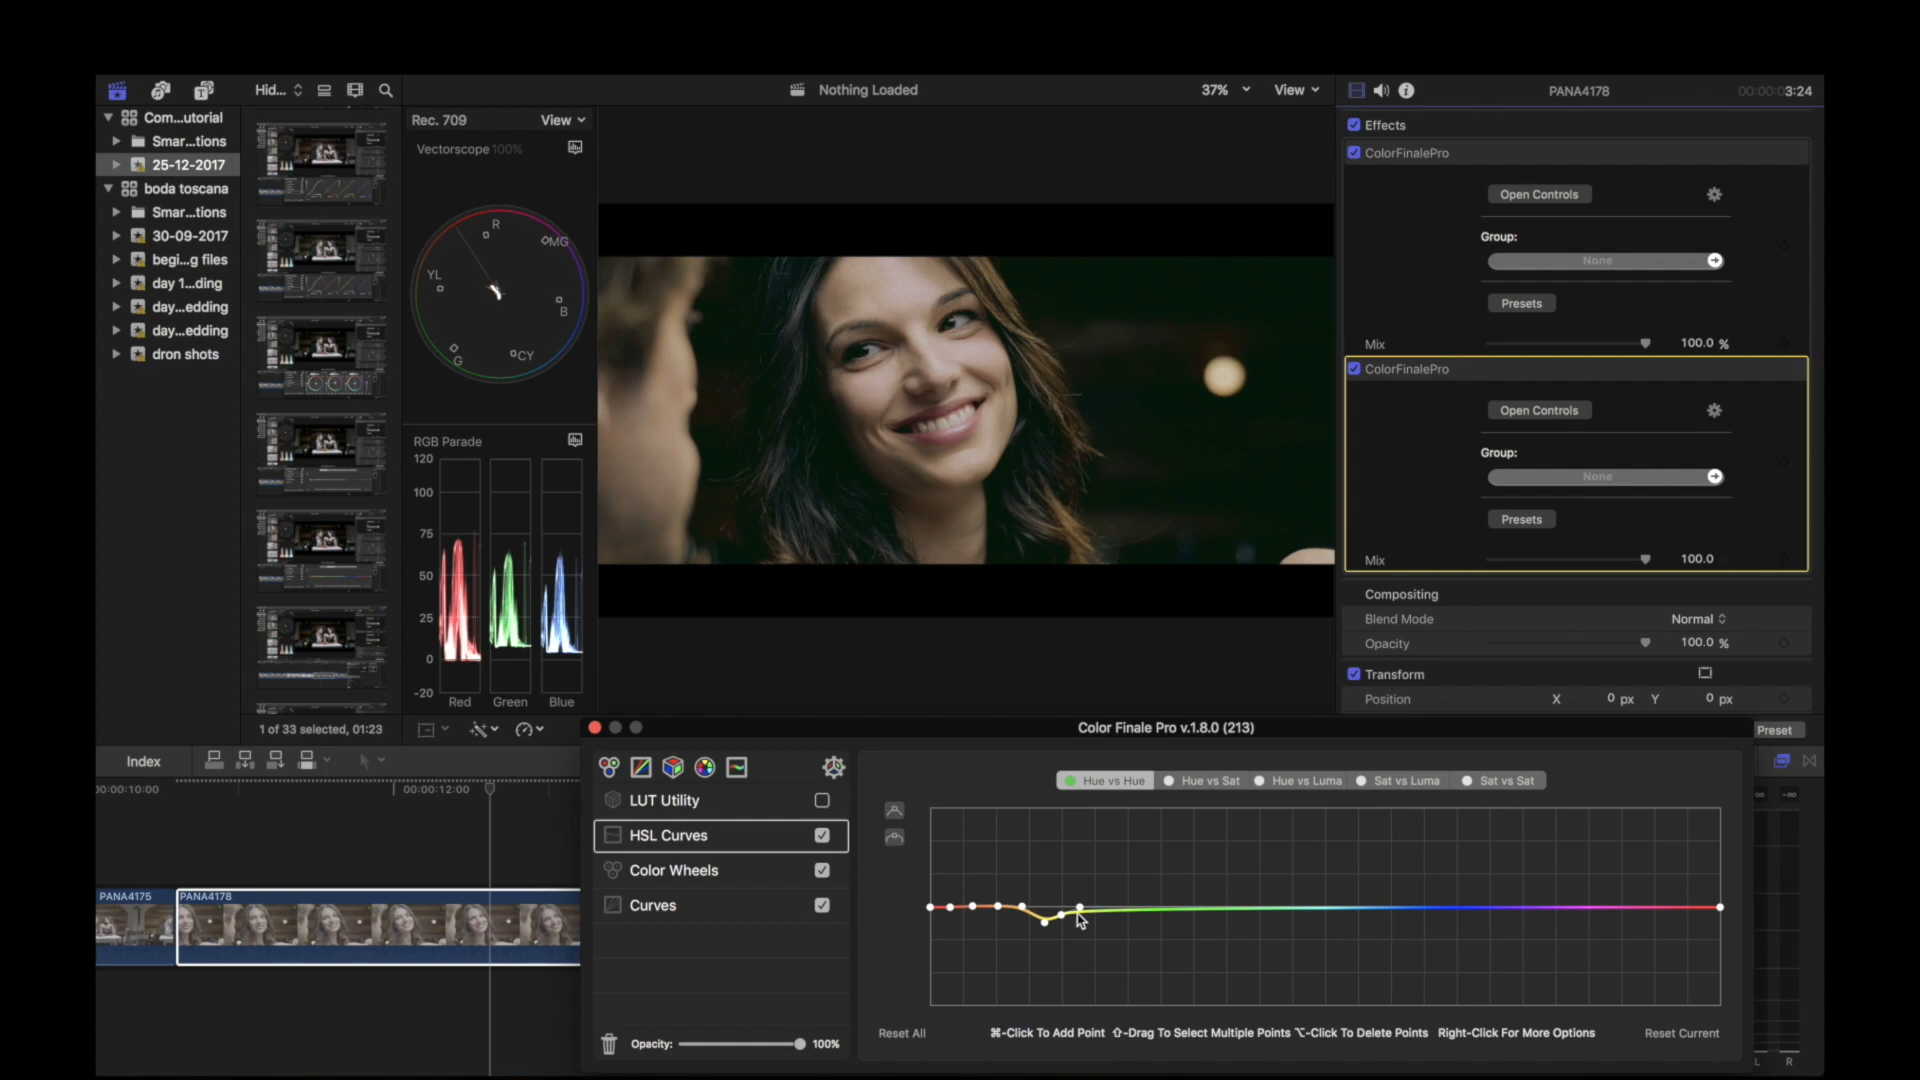 Hid...
Nothing Loaded
37%
View
PANA4178
00:00:03:24
Com...utorial
Smar...tions
25-12-2017
boda toscana
Smar...tions
30-09-2017
begi...g files
day 1...ding
day...edding
day...edding
dron shots
Rec. 709
View
Vectorscope 100%
R
MG
YL
B
G
CY
RGB Parade
120
100
75
50
25
0
-20
Red
Green
Blue
Effects
ColorFinalePro
Open Controls
Group:
None
Presets
Mix
100.0 %
ColorFinalePro
Open Controls
Group:
None
Presets
Mix
100.0
Compositing
Blend Mode
Normal
Opacity
100.0 %
Transform
Position
X
0 px
Y
0 px
1 of 33 selected, 01:23
Color Finale Pro v.1.8.0 (213)
Preset
Index
00:00:10:00
00:00:12:00
PANA4175
PANA4178
LUT Utility
HSL Curves
Color Wheels
Curves
Opacity:
100%
Hue vs Hue
Hue vs Sat
Hue vs Luma
Sat vs Luma
Sat vs Sat
Reset All
⌘-Click To Add Point ⇧-Drag To Select Multiple Points ⌥-Click To Delete Points Right-Click For More Options
Reset Current
-∞
L
R